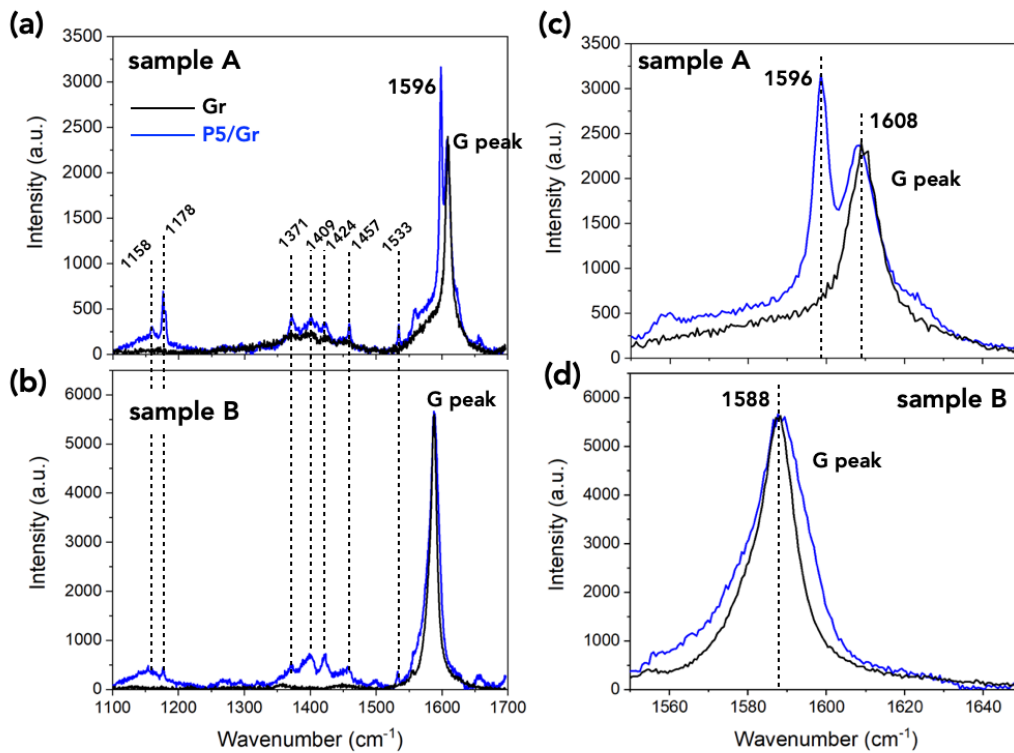 (a)
3500
3000
2500
2000
1500
1000
500
0
Intensity (a.u.)
sample A
Gr
P5/Gr
1596
G peak
1158
1178
1371
1409
1424
1457
1533
(b)
6000
5000
4000
3000
2000
1000
0
Intensity (a.u.)
sample B
G peak
1100 1200 1300 1400 1500 1600 1700
Wavenumber (cm-1)
(c)
3500
3000
2500
2000
1500
1000
500
0
Intensity (a.u.)
sample A
1596
1608
G peak
(d)
6000
5000
4000
3000
2000
1000
0
Intensity (a.u.)
1588
sample B
G peak
1560 1580 1600 1620 1640
Wavenumber (cm-1)